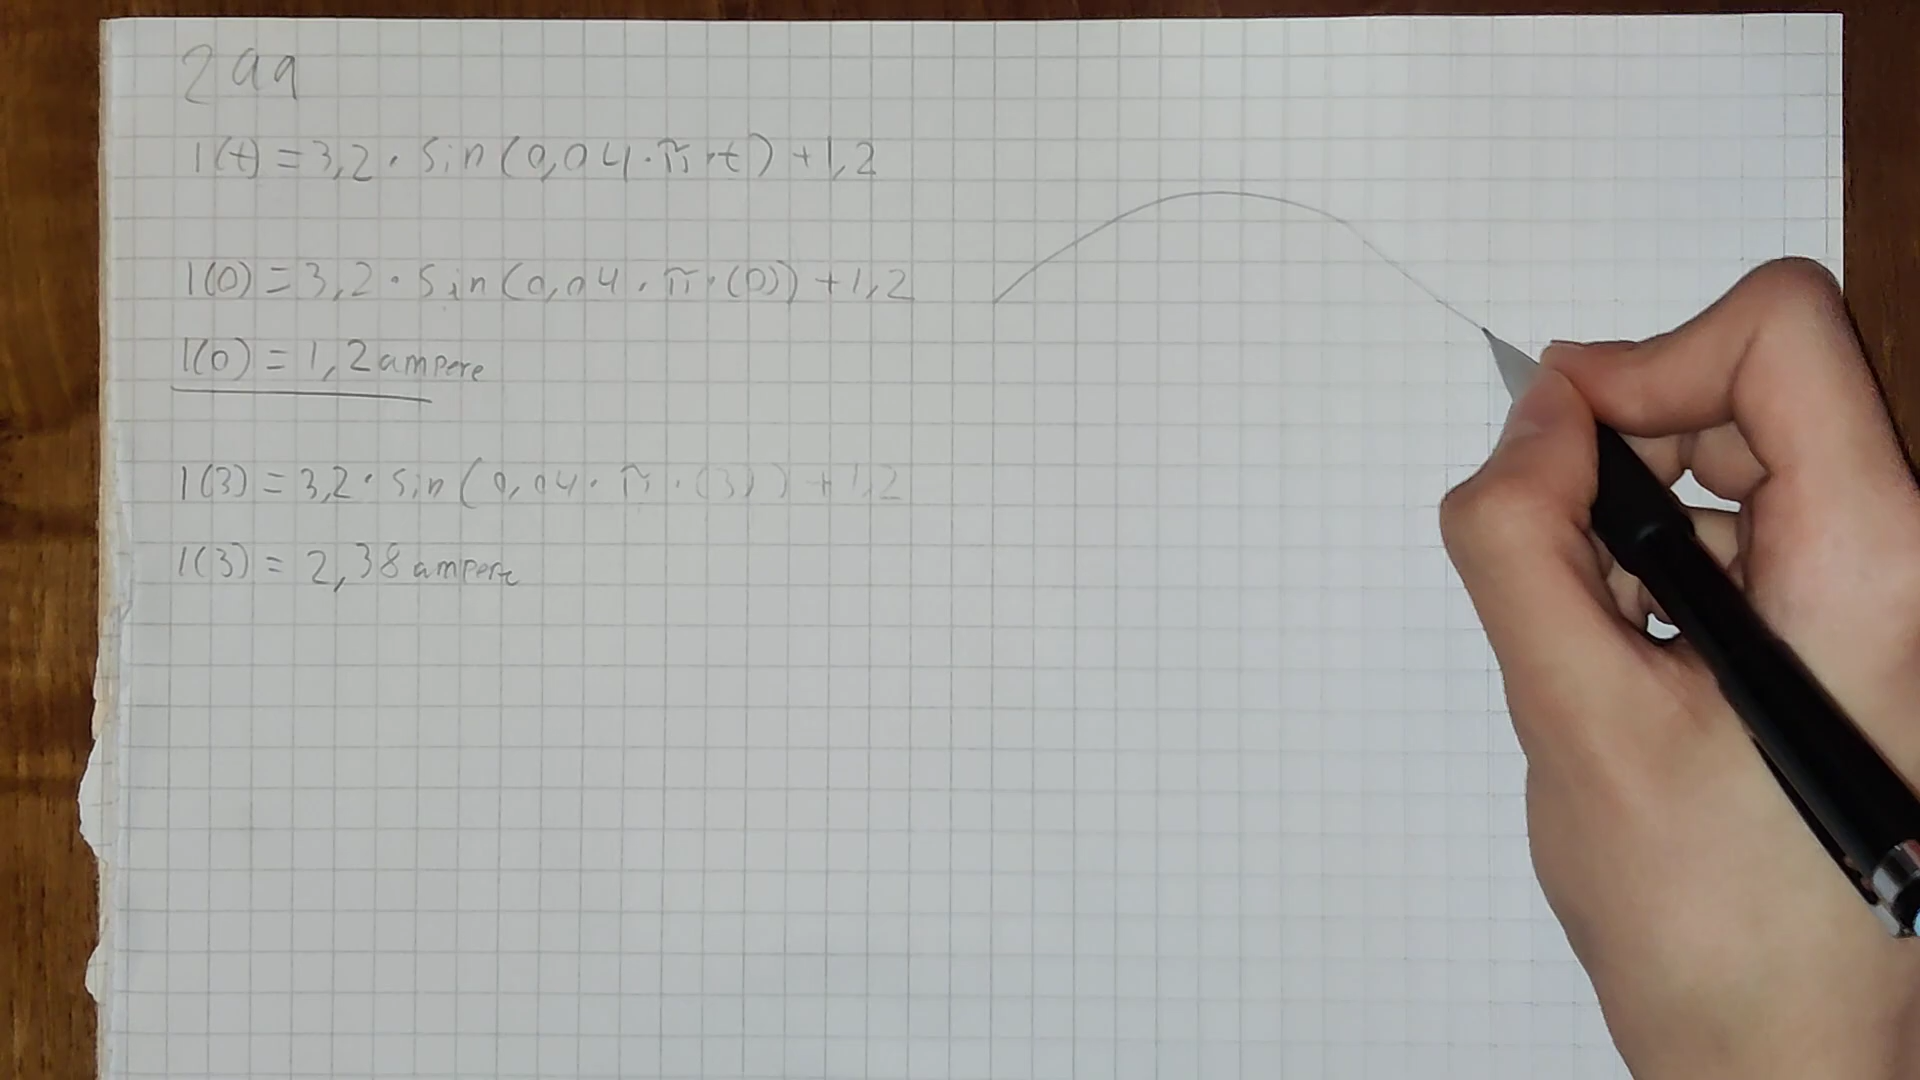 2aa
I(t) = 3,2 · sin(0,04 · π · t) + 1,2
I(0) = 3,2 · sin(0,04 · π · (0)) + 1,2
I(0) = 1,2 ampere
I(3) = 3,2 · sin(0,04 · π · (3)) + 1,2
I(3) = 2,38 ampere